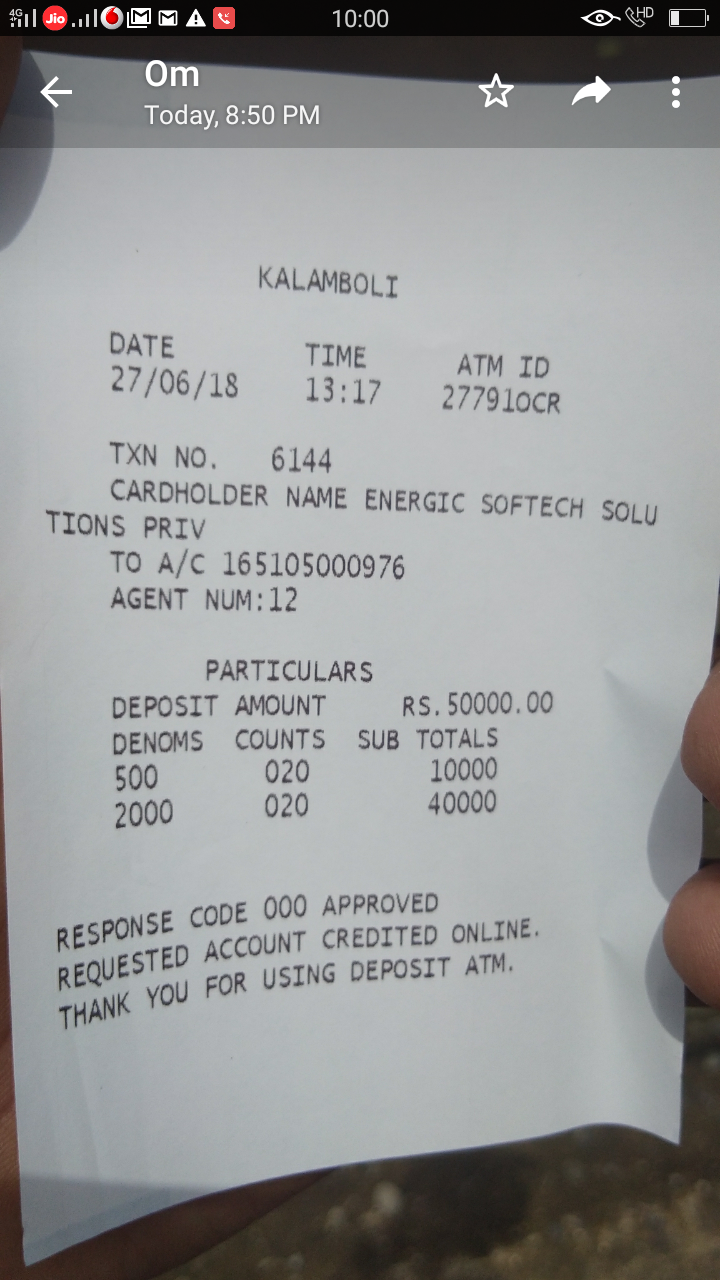 4G Jio HD 10:00
Om
Today, 8:50 PM
KALAMBOLI
DATE TIME ATM ID
27/06/18 13:17 27791OCR
TXN NO. 6144
CARDHOLDER NAME ENERGIC SOFTECH SOLU
TIONS PRIV
TO A/C 165105000976
AGENT NUM:12
PARTICULARS
DEPOSIT AMOUNT RS.50000.00
DENOMS COUNTS SUB TOTALS
500 020 10000
2000 020 40000
RESPONSE CODE 000 APPROVED
REQUESTED ACCOUNT CREDITED ONLINE.
THANK YOU FOR USING DEPOSIT ATM.